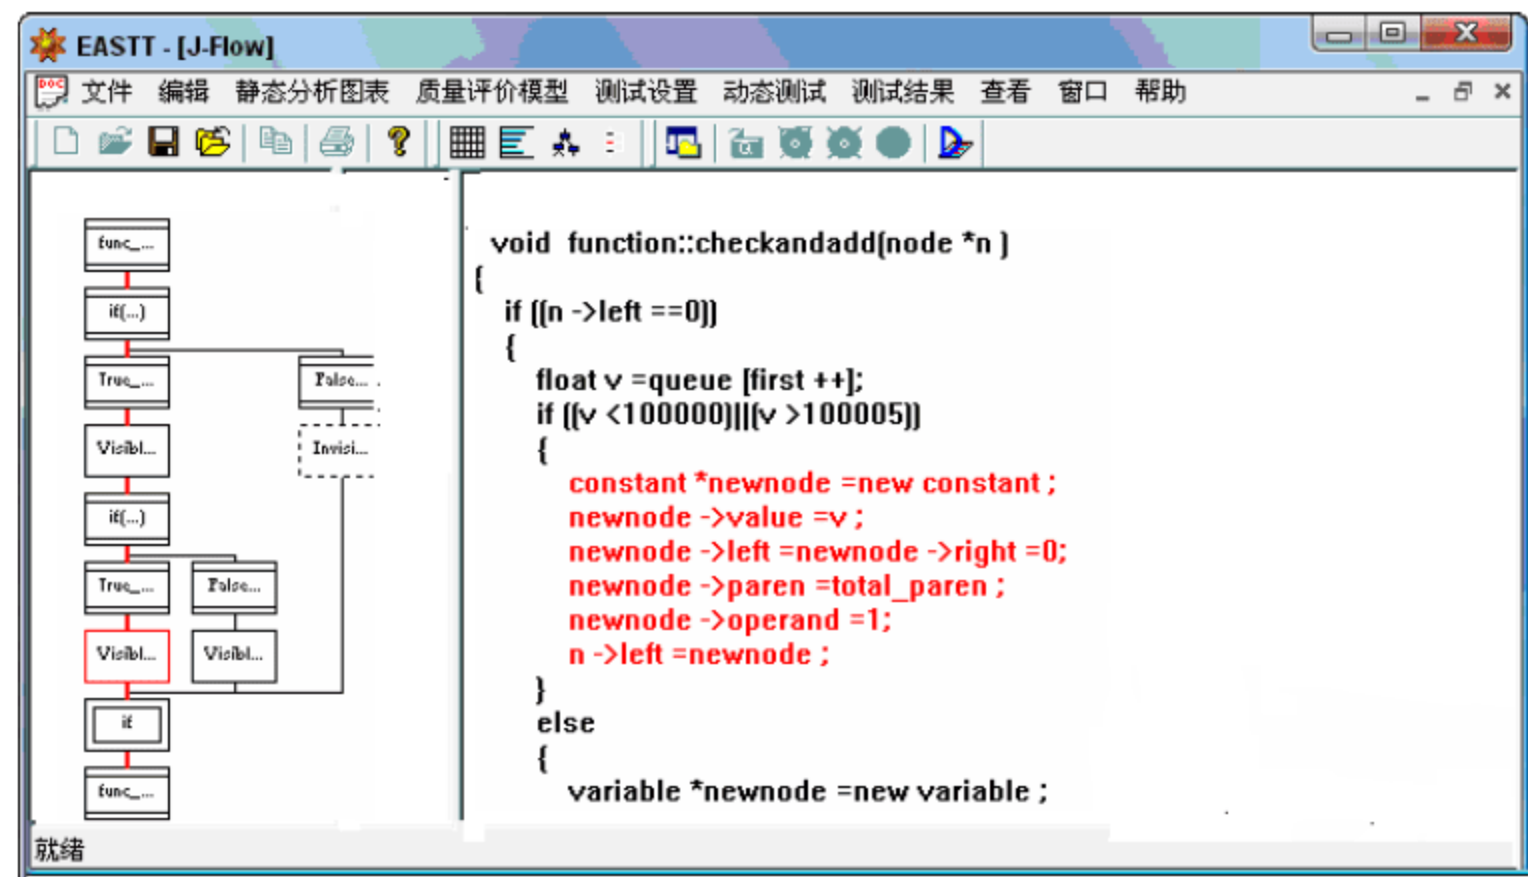 EASTT - [J-Flow]
文件 编辑 静态分析图表 质量评价模型 测试设置 动态测试 测试结果 查看 窗口 帮助
func_...
if(...)
True_... False...
Visibl... Invisi...
if(...)
True_... False...
Visibl... Visibl...
if
func_...
void function::checkandadd(node *n )
{
if ((n ->left ==0))
{
float v =queue [first ++];
if ((v <100000)||(v >100005))
{
constant *newnode =new constant ;
newnode ->value =v ;
newnode ->left =newnode ->right =0;
newnode ->paren =total_paren ;
newnode ->operand =1;
n ->left =newnode ;
}
else
{
variable *newnode =new variable ;
就绪